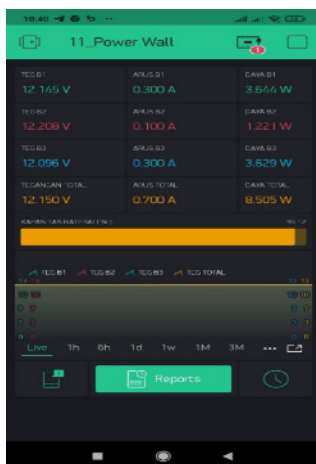 10.40
11_Power Wall
1
TEG B1 ARUS B1 DAYA B1
12.145 V 0.300 A 3.644 W
TEG B2 ARUS B2 DAYA B2
12.208 V 0.100 A 1.221 W
TEG B3 ARUS B3 DAYA B3
12.096 V 0.300 A 3.629 W
TEGANGAN TOTAL ARUS TOTAL DAYA TOTAL
12.150 V 0.700 A 8.505 W
KAPASITAS BATERAI ( % )
TEG B1 TEG B2 TEG B3 TEG TOTAL
Live 1h 6h 1d 1w 1M 3M
Reports